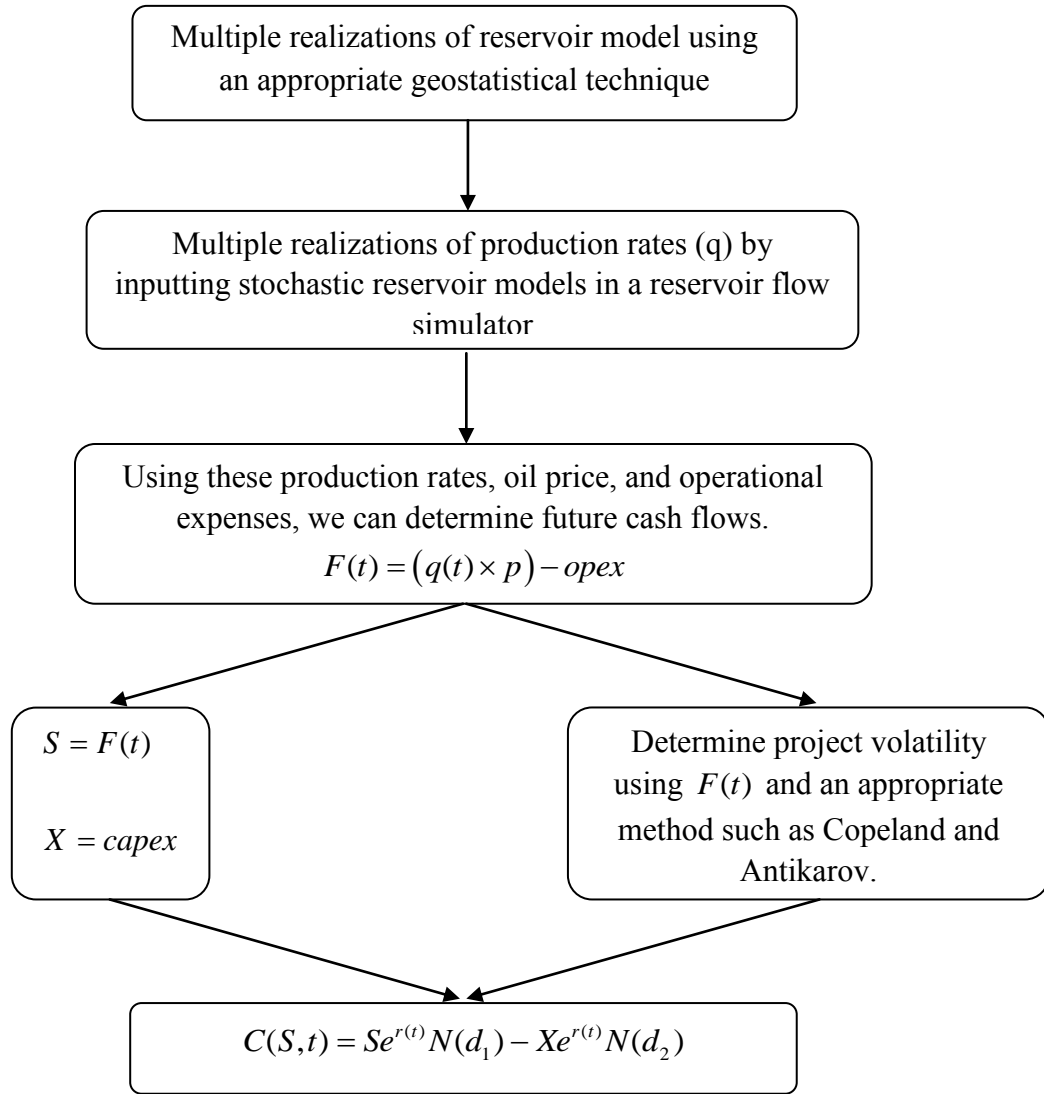 Multiple realizations of reservoir model using
an appropriate geostatistical technique
Multiple realizations of production rates (q) by
inputting stochastic reservoir models in a reservoir flow
simulator
Using these production rates, oil price, and operational
expenses, we can determine future cash flows.
F(t) = (q(t) × p) − opex
S = F(t)
X = capex
Determine project volatility
using F(t) and an appropriate
method such as Copeland and
Antikarov.
C(S,t) = Se^{r(t)}N(d_1) − Xe^{r(t)}N(d_2)